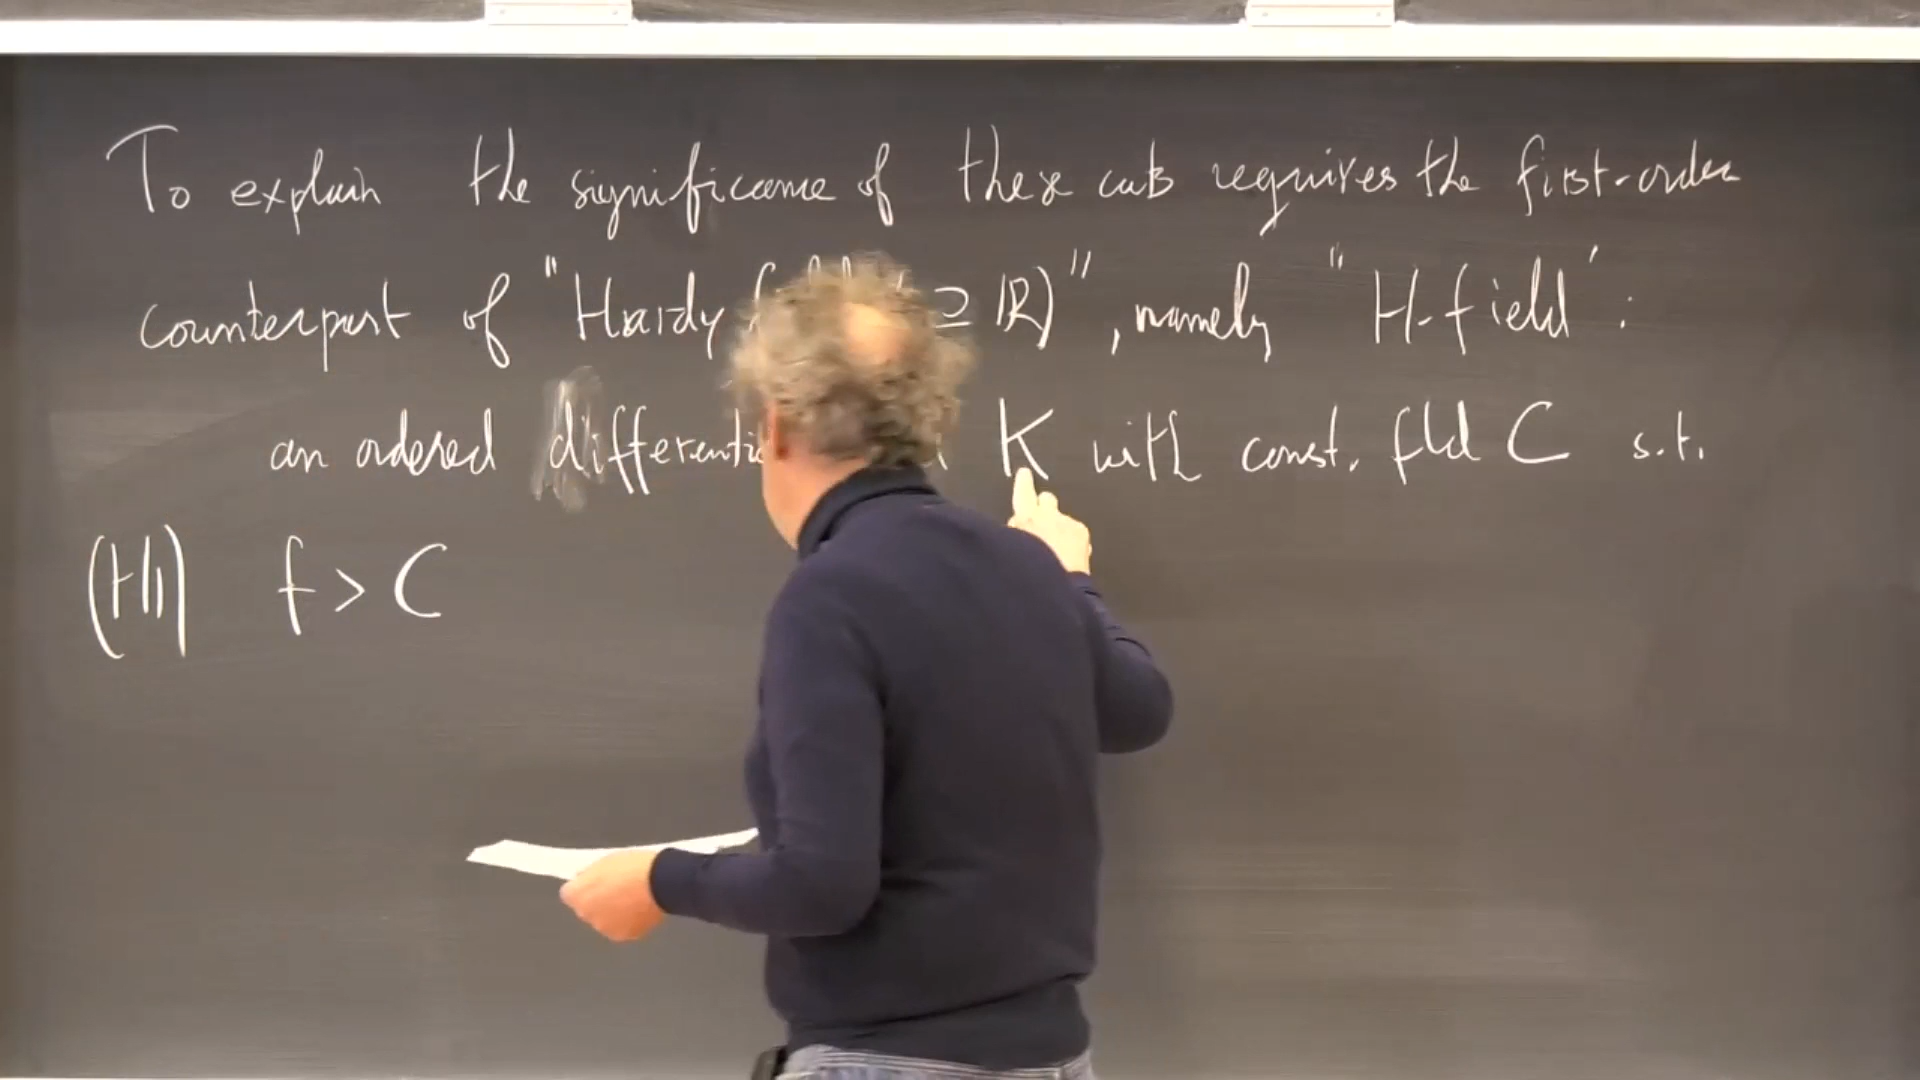 To explain the significance of these cuts requires the first-order
counterpart of "Hardy ⊇ ℝ)", namely "H-field":
an ordered K with const. fld C s.t.
(H1) f > C